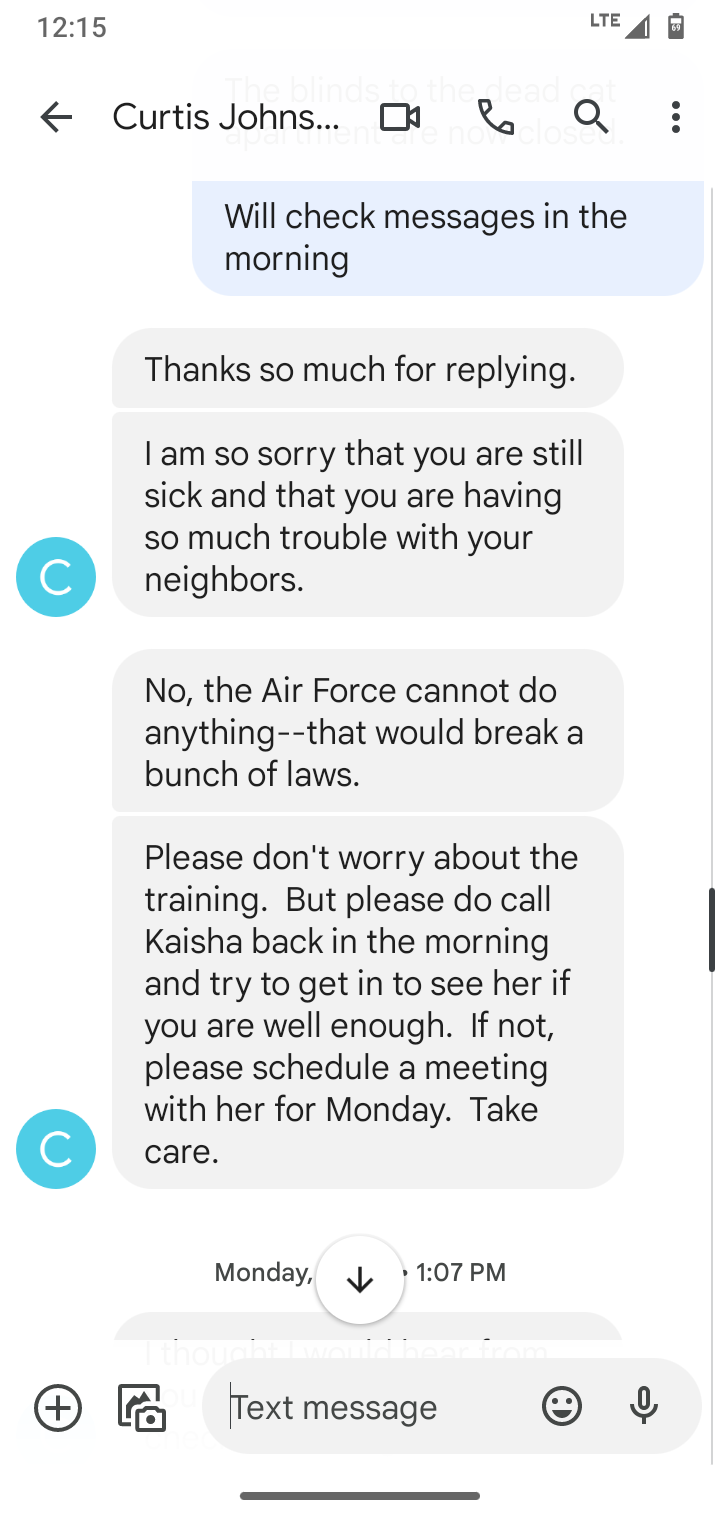 12:15
LTE
69
The blinds to the dead cat
Curtis Johns...
apartment are now closed.
Will check messages in the
morning
Thanks so much for replying.
I am so sorry that you are still
sick and that you are having
so much trouble with your
neighbors.
C
No, the Air Force cannot do
anything--that would break a
bunch of laws.
Please don't worry about the
training.  But please do call
Kaisha back in the morning
and try to get in to see her if
you are well enough.  If not,
please schedule a meeting
with her for Monday.  Take
care.
C
Monday, • 1:07 PM
I thought I would hear from
Text message